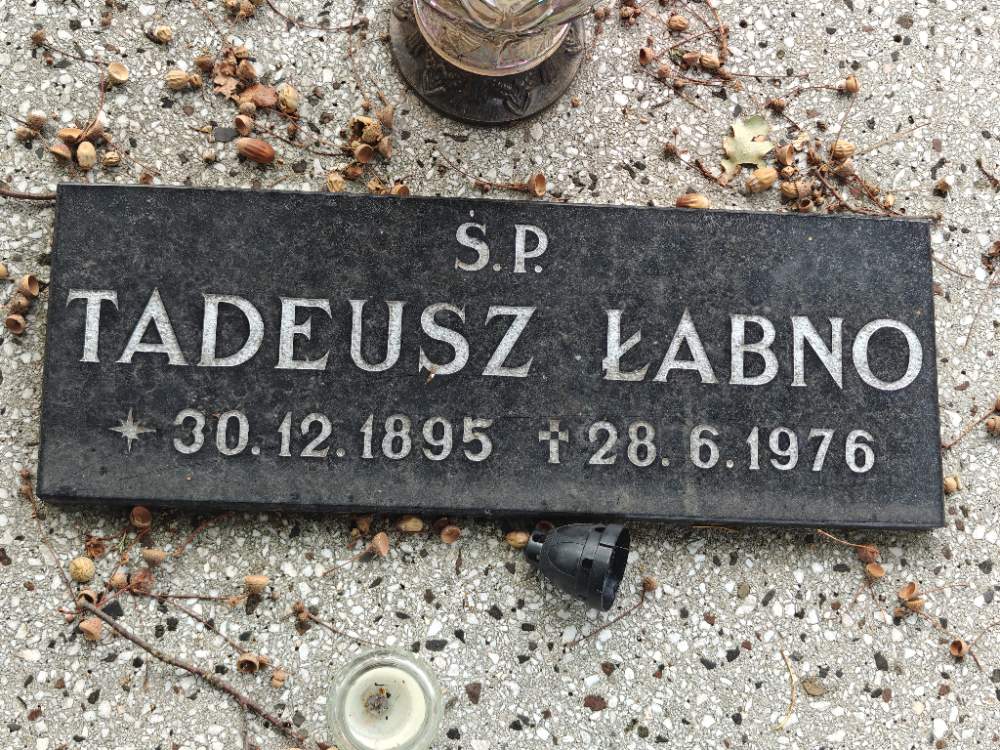 Ś.P.
TADEUSZ ŁABNO
30.12.1895 ✝ 28.6.1976